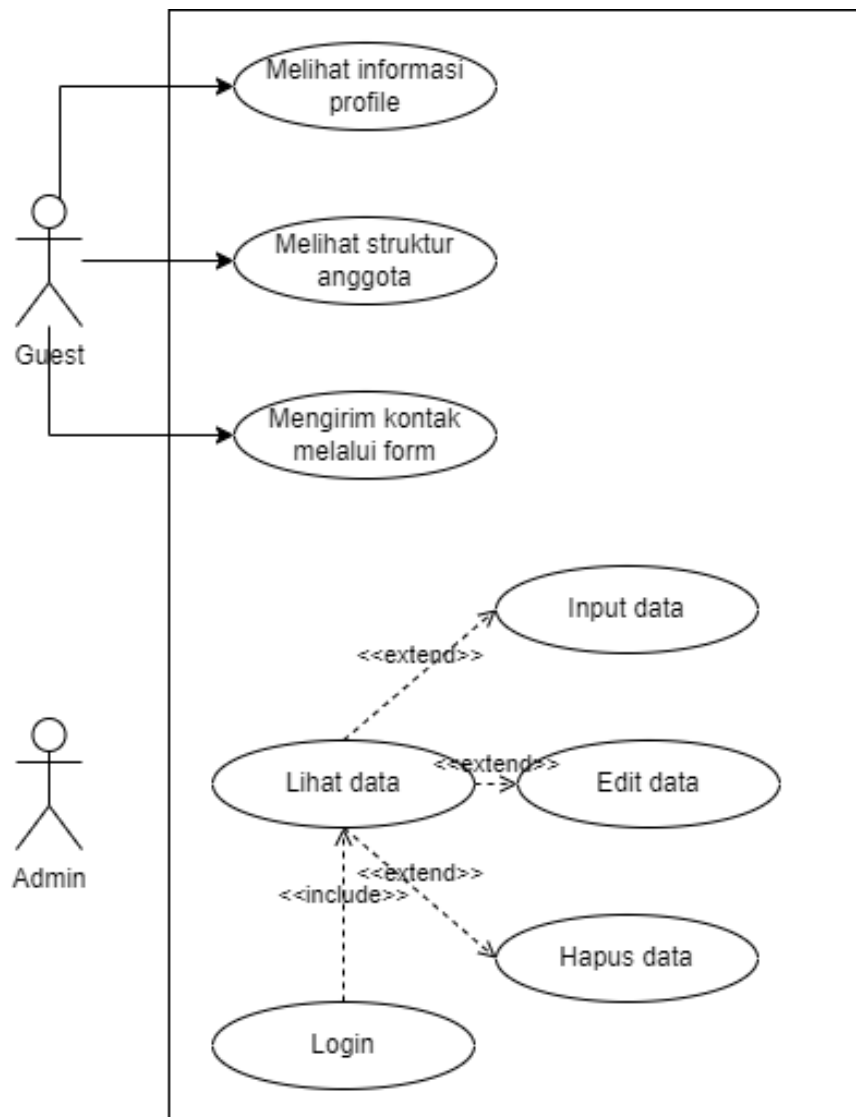 Melihat informasi
profile
Melihat struktur
anggota
Guest
Mengirim kontak
melalui form
Input data
<<extend>>
Lihat data
<<extend>>
Edit data
Admin
<<extend>>
<<include>>
Hapus data
Login